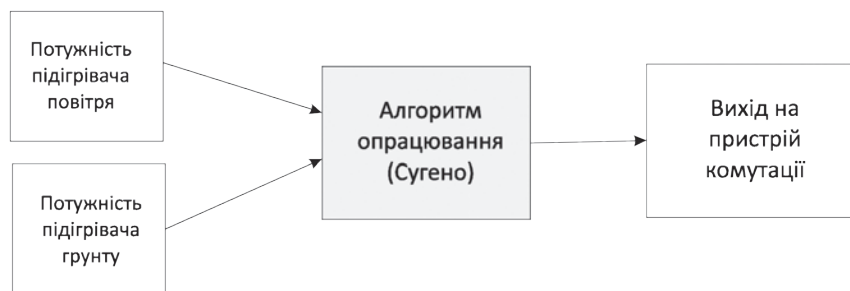 Потужність
підігрівача
повітря
Потужність
підігрівача
грунту
Алгоритм
опрацювання
(Сугено)
Вихід на
пристрій
комутації